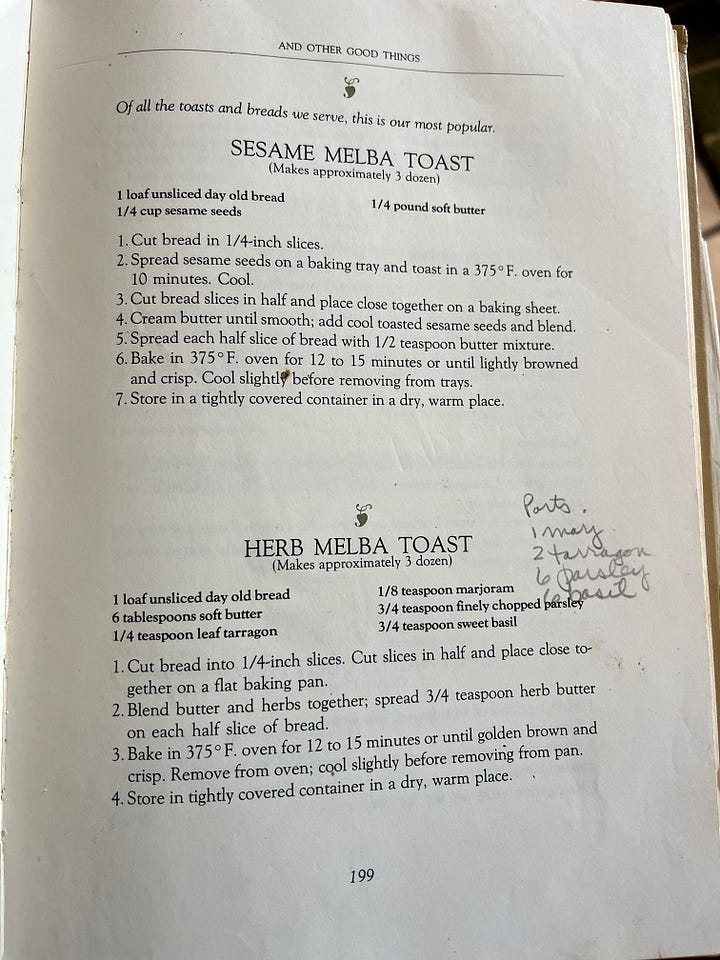 AND OTHER GOOD THINGS
Of all the toasts and breads we serve, this is our most popular.
SESAME MELBA TOAST
(Makes approximately 3 dozen)
1 loaf unsliced day old bread
1/4 cup sesame seeds
1/4 pound soft butter
1. Cut bread in 1/4-inch slices.
2. Spread sesame seeds on a baking tray and toast in a 375°F. oven for
10 minutes. Cool.
3. Cut bread slices in half and place close together on a baking sheet.
4. Cream butter until smooth; add cool toasted sesame seeds and blend.
5. Spread each half slice of bread with 1/2 teaspoon butter mixture.
6. Bake in 375°F. oven for 12 to 15 minutes or until lightly browned
and crisp. Cool slightly before removing from trays.
7. Store in a tightly covered container in a dry, warm place.
Parts.
1 marj
2 tarragon
6 parsley
6 basil
HERB MELBA TOAST
(Makes approximately 3 dozen)
1 loaf unsliced day old bread
6 tablespoons soft butter
1/4 teaspoon leaf tarragon
1/8 teaspoon marjoram
3/4 teaspoon finely chopped parsley
3/4 teaspoon sweet basil
1. Cut bread into 1/4-inch slices. Cut slices in half and place close to-
gether on a flat baking pan.
2. Blend butter and herbs together; spread 3/4 teaspoon herb butter
on each half slice of bread.
3. Bake in 375°F. oven for 12 to 15 minutes or until golden brown and
crisp. Remove from oven; cool slightly before removing from pan.
4. Store in tightly covered container in a dry, warm place.
199